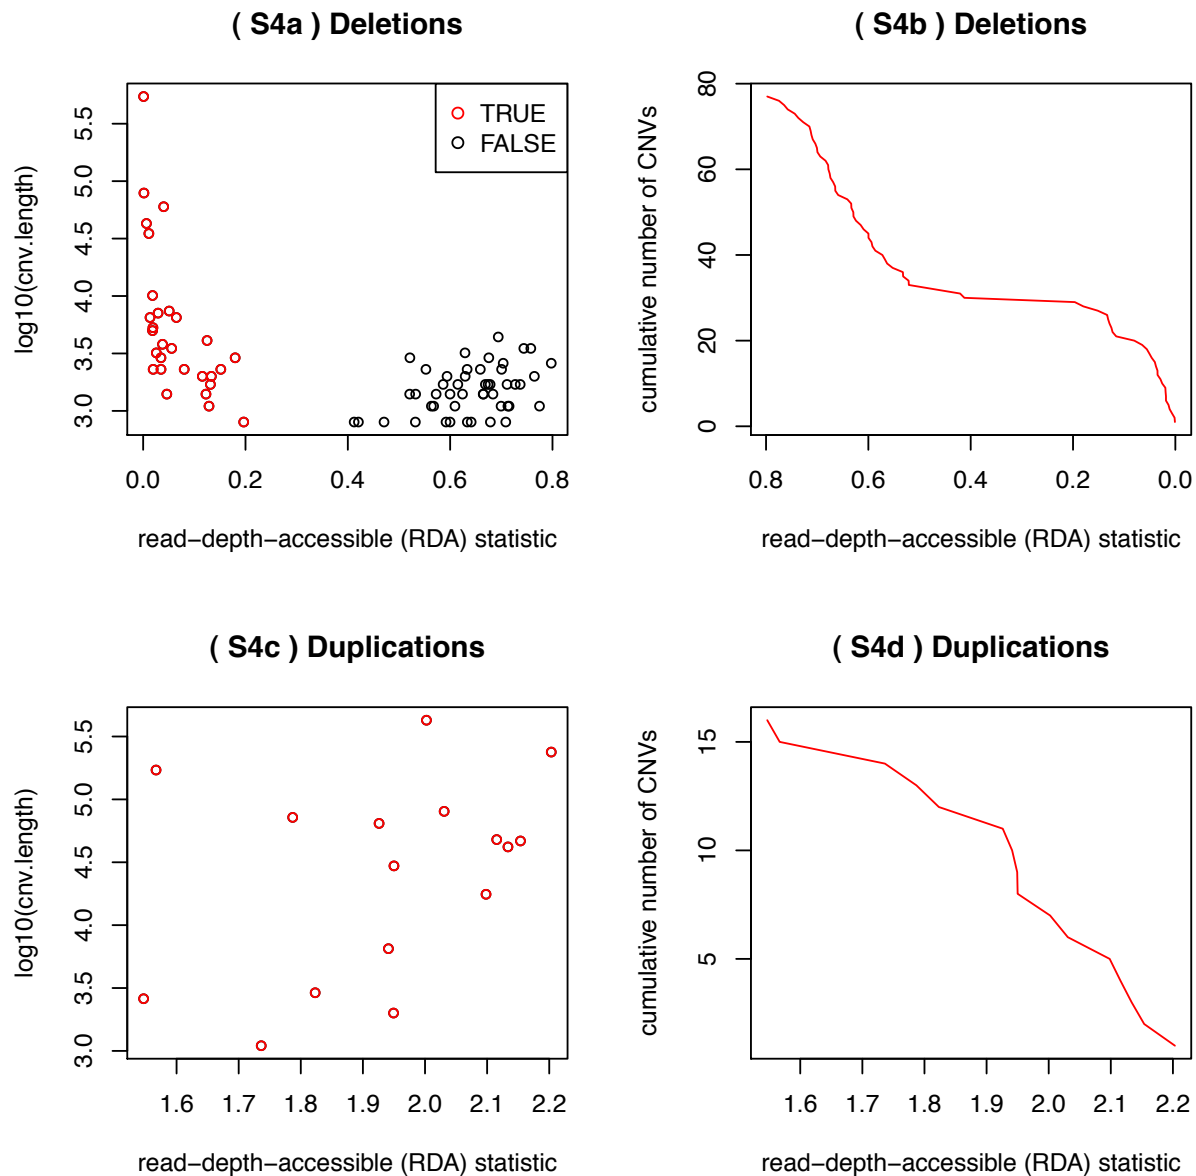 ( S4a ) Deletions
log10(cnv.length)
5.5
5.0
4.5
4.0
3.5
3.0
TRUE
FALSE
0.0 0.2 0.4 0.6 0.8
read−depth−accessible (RDA) statistic
( S4b ) Deletions
cumulative number of CNVs
80
60
40
20
0
0.8 0.6 0.4 0.2 0.0
read−depth−accessible (RDA) statistic
( S4c ) Duplications
log10(cnv.length)
5.5
5.0
4.5
4.0
3.5
3.0
1.6 1.7 1.8 1.9 2.0 2.1 2.2
read−depth−accessible (RDA) statistic
( S4d ) Duplications
cumulative number of CNVs
15
10
5
1.6 1.7 1.8 1.9 2.0 2.1 2.2
read−depth−accessible (RDA) statistic